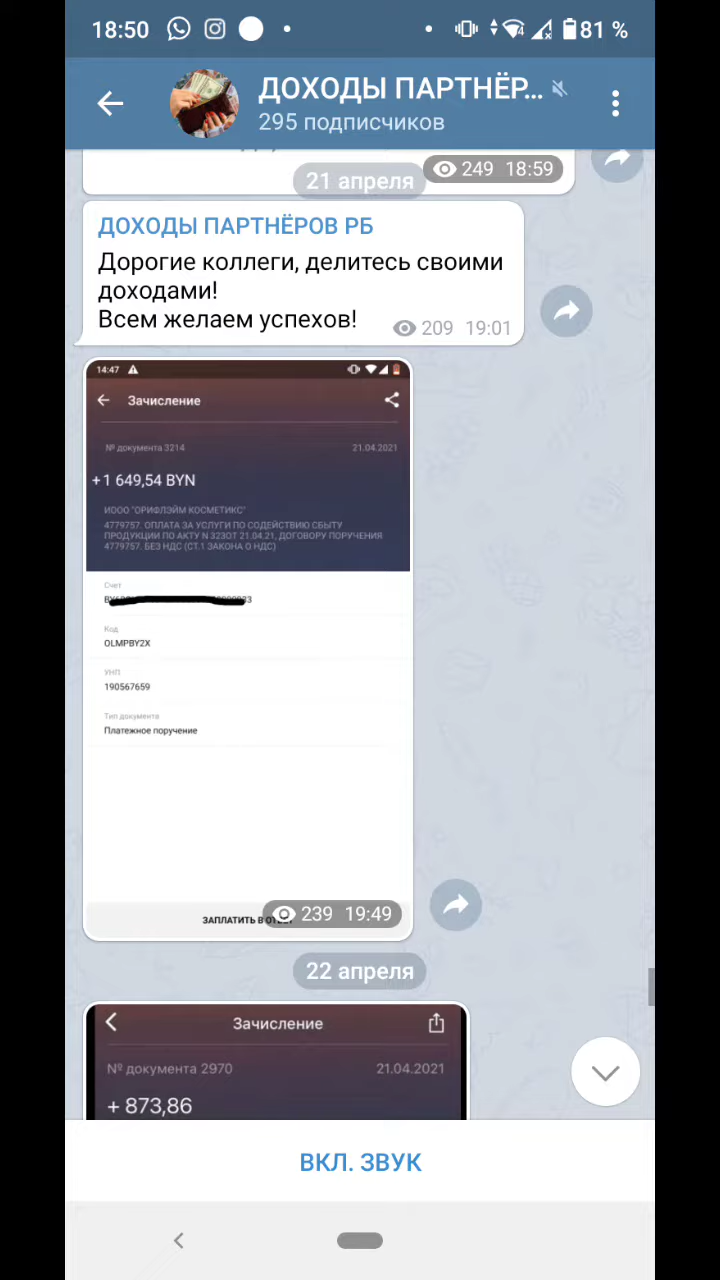 18:50
81 %
ДОХОДЫ ПАРТНЁР...
295 подписчиков
249 18:59
21 апреля
ДОХОДЫ ПАРТНЁРОВ РБ
Дорогие коллеги, делитесь своими
доходами!
Всем желаем успехов!
209 19:01
14:47
Зачисление
№ документа 3214
21.04.2021
+1 649,54 BYN
ИООО "ОРИФЛЭЙМ КОСМЕТИКС"
4779757. ОПЛАТА ЗА УСЛУГИ ПО СОДЕЙСТВИЮ СБЫТУ
ПРОДУКЦИИ ПО АКТУ N 323ОТ 21.04.21, ДОГОВОРУ ПОРУЧЕНИЯ
4779757. БЕЗ НДС (СТ.1 ЗАКОНА О НДС)
Счет
Код
OLMPBY2X
УНП
190567659
Тип документа
Платежное поручение
ЗАПЛАТИТЬ В
239 19:49
22 апреля
Зачисление
№ документа 2970
21.04.2021
+ 873,86
ВКЛ. ЗВУК